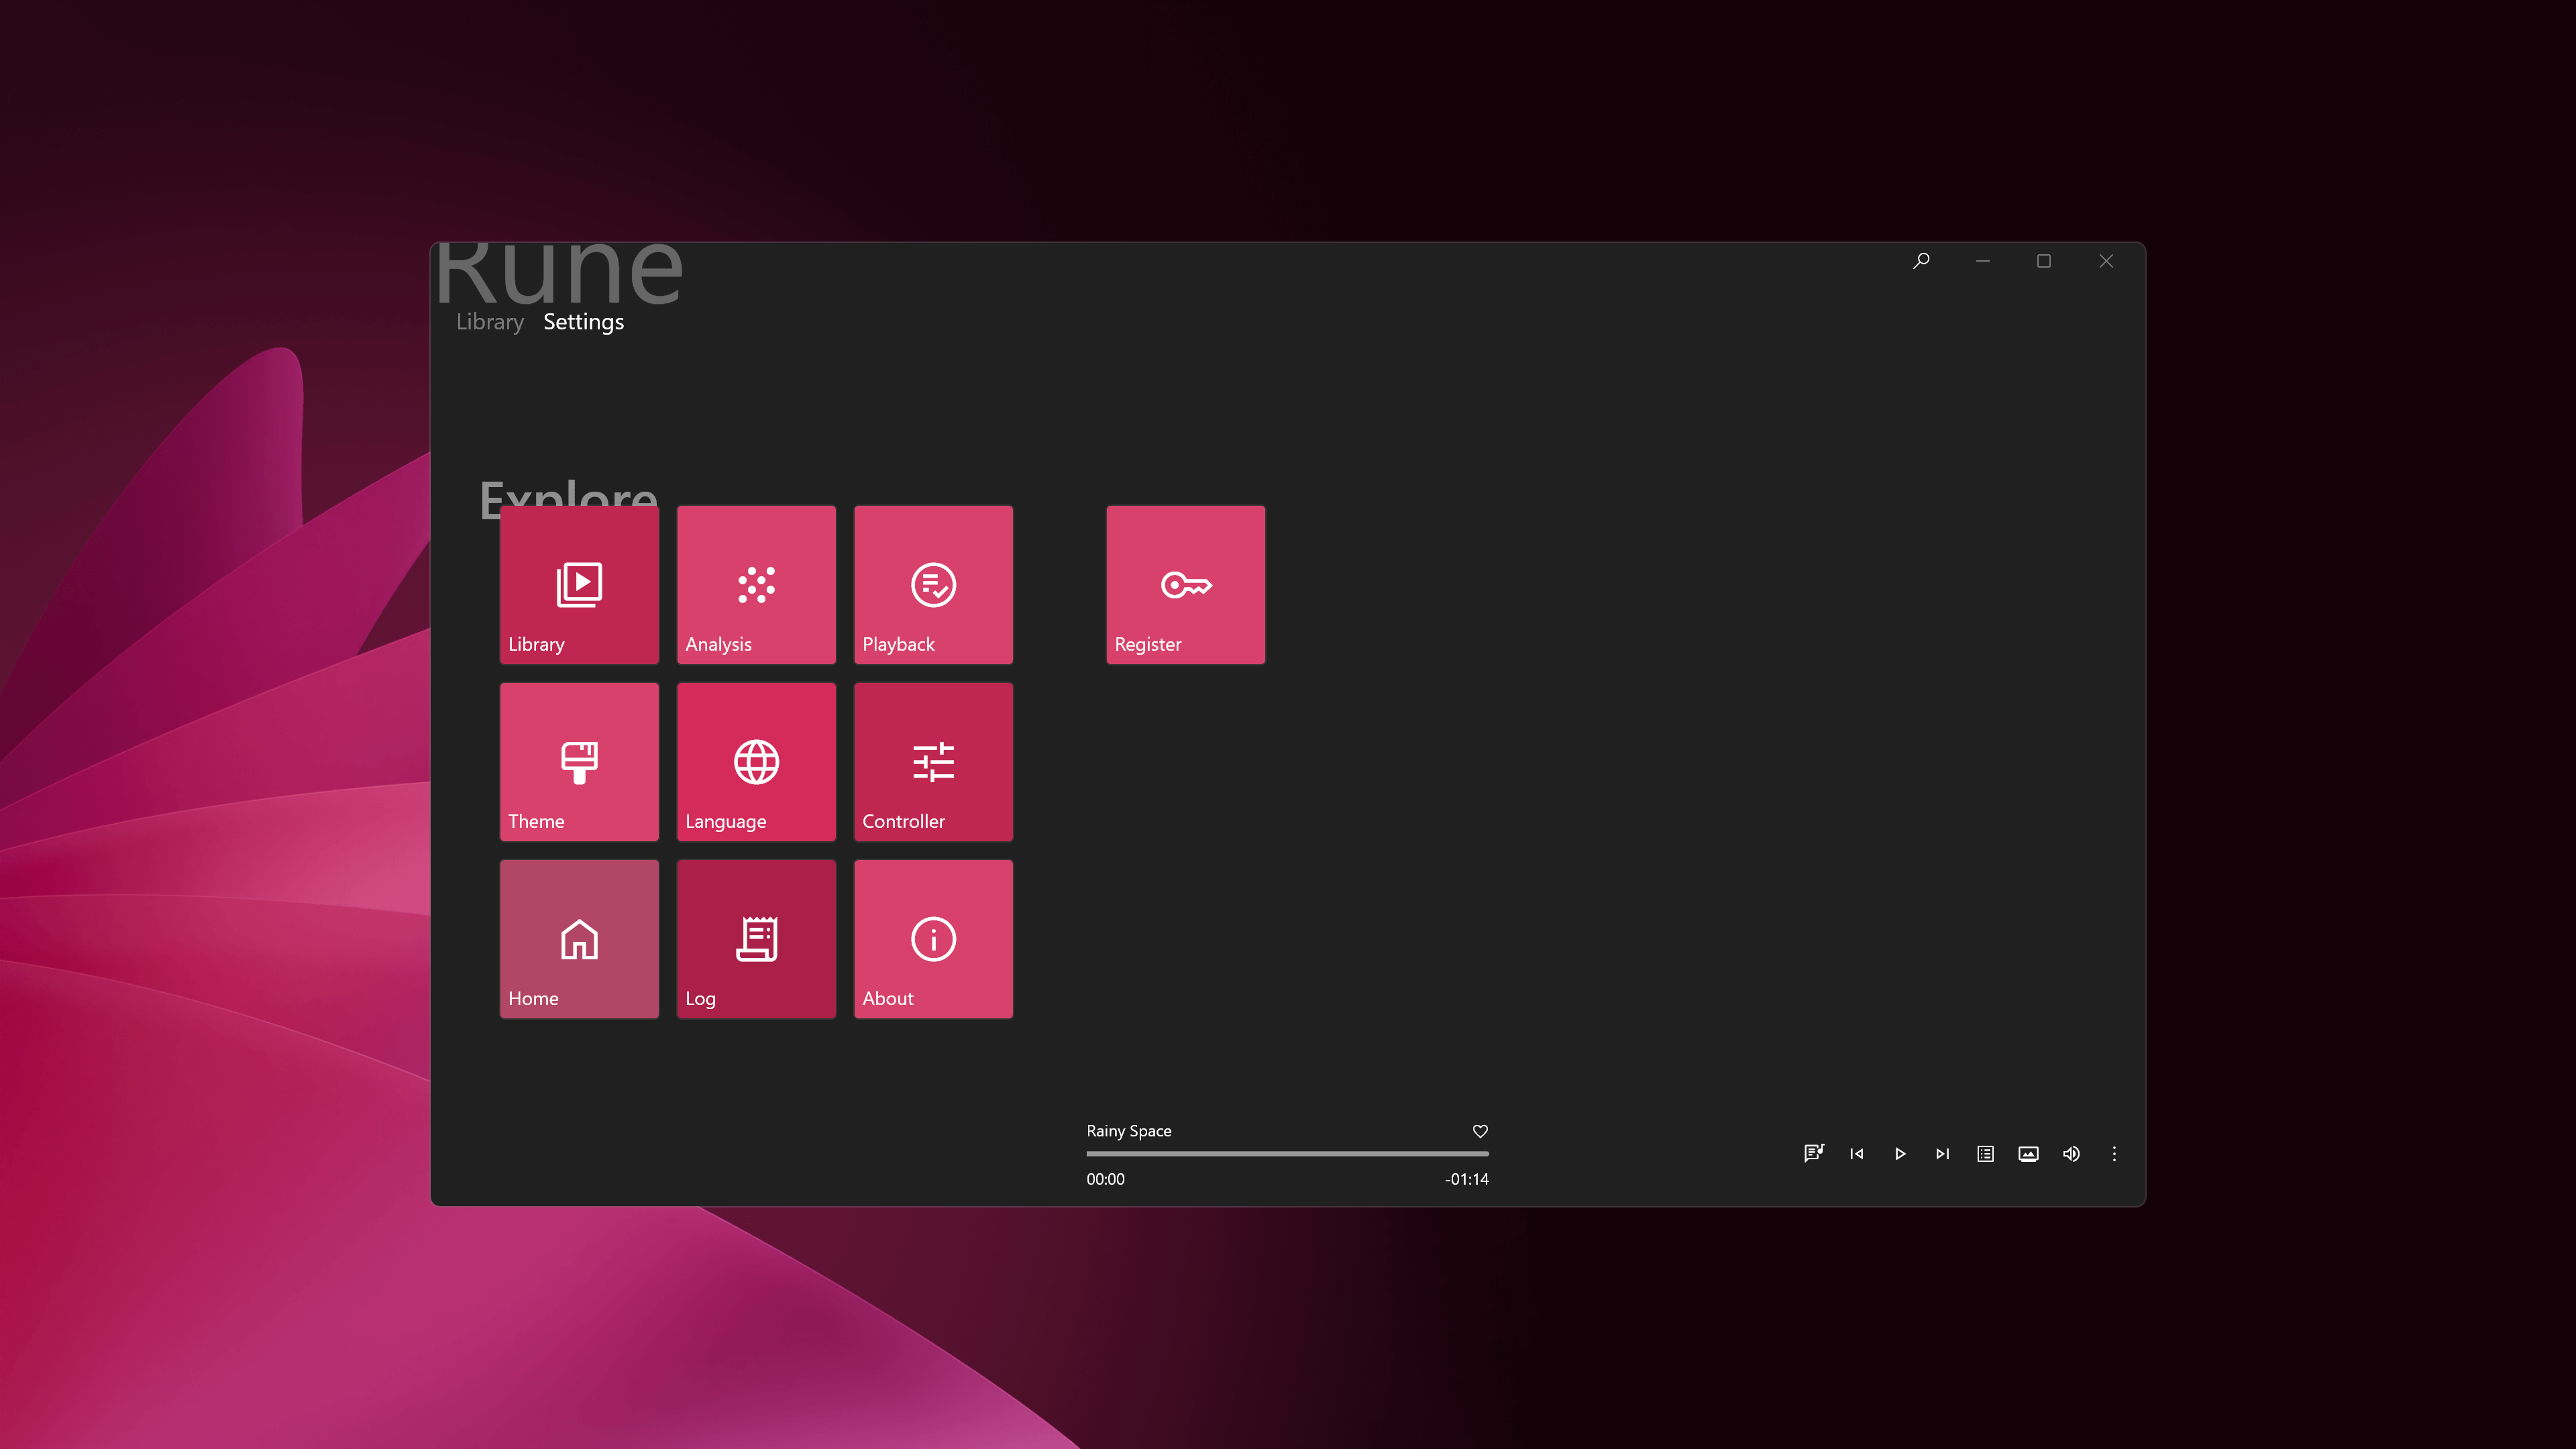 Rune
Library Settings
Explore
Library Analysis Playback Register
Theme Language Controller
Home Log About
Rainy Space
00:00 -01:14